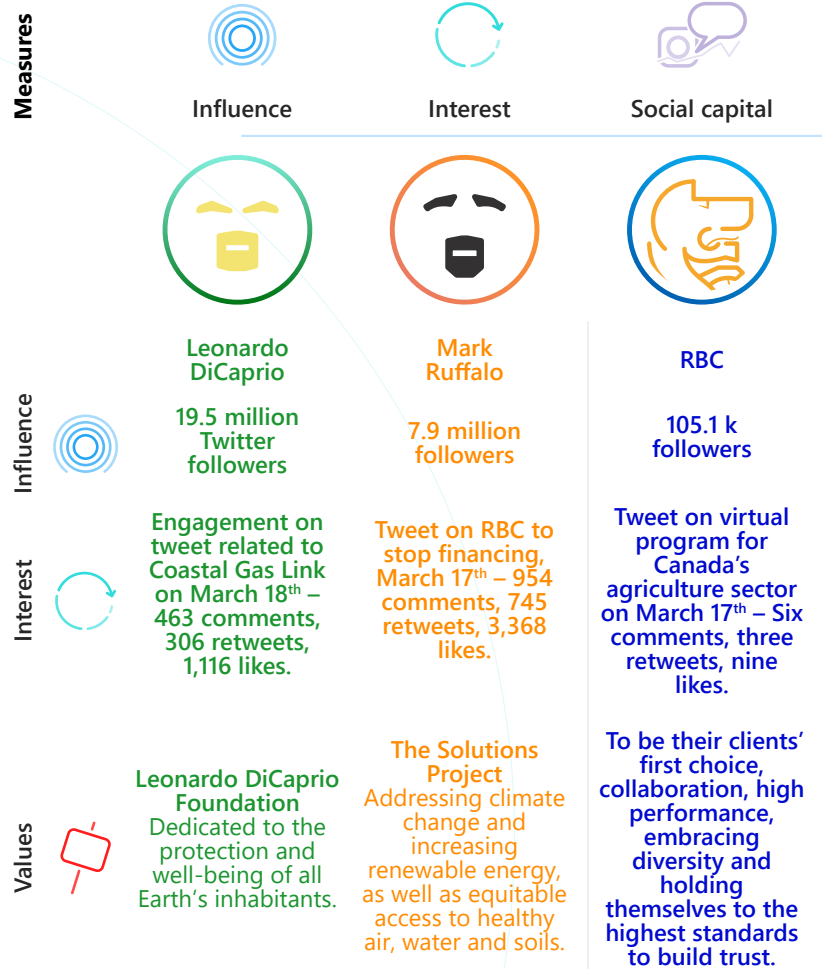 Measures
Influence
Interest
Social capital
Leonardo
DiCaprio
Mark
Ruffalo
RBC
Influence
19.5 million
Twitter
followers
7.9 million
followers
105.1 k
followers
Interest
Engagement on
tweet related to
Coastal Gas Link
on March 18th –
463 comments,
306 retweets,
1,116 likes.
Tweet on RBC to
stop financing,
March 17th – 954
comments, 745
retweets, 3,368
likes.
Tweet on virtual
program for
Canada’s
agriculture sector
on March 17th – Six
comments, three
retweets, nine
likes.
Values
Leonardo DiCaprio
Foundation
Dedicated to the
protection and
well-being of all
Earth’s inhabitants.
The Solutions
Project
Addressing climate
change and
increasing
renewable energy,
as well as equitable
access to healthy
air, water and soils.
To be their clients’
first choice,
collaboration, high
performance,
embracing
diversity and
holding
themselves to the
highest standards
to build trust.